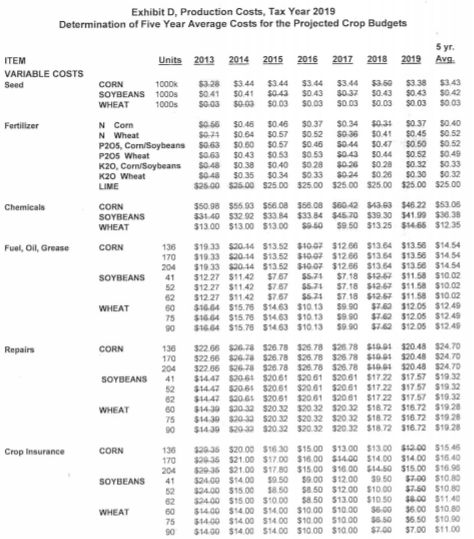 Exhibit D, Production Costs, Tax Year 2019
Determination of Five Year Average Costs for the Projected Crop Budgets
5 yr.
ITEM Units 2013 2014 2015 2016 2017 2018 2019 Avg.
VARIABLE COSTS
Seed CORN 1000k $3.28 $3.44 $3.44 $3.44 $3.44 $3.50 $3.38 $3.43
SOYBEANS 1000s $0.41 $0.41 $0.43 $0.43 $0.37 $0.43 $0.43 $0.42
WHEAT 1000s $0.03 $0.03 $0.03 $0.03 $0.03 $0.03 $0.03 $0.03
Fertilizer N Corn $0.56 $0.46 $0.46 $0.37 $0.34 $0.31 $0.37 $0.40
N Wheat $0.71 $0.64 $0.57 $0.52 $0.36 $0.41 $0.45 $0.52
P205, Corn/Soybeans $0.63 $0.60 $0.57 $0.46 $0.44 $0.47 $0.50 $0.52
P205 Wheat $0.63 $0.43 $0.53 $0.53 $0.43 $0.44 $0.52 $0.49
K2O, Corn/Soybeans $0.48 $0.38 $0.40 $0.28 $0.26 $0.28 $0.32 $0.33
K2O Wheat $0.48 $0.35 $0.34 $0.33 $0.24 $0.26 $0.30 $0.32
LIME $25.00 $25.00 $25.00 $25.00 $25.00 $25.00 $25.00 $25.00
Chemicals CORN $50.98 $55.93 $56.08 $56.08 $60.42 $43.93 $46.22 $53.06
SOYBEANS $31.40 $32.92 $33.84 $33.84 $45.70 $39.30 $41.99 $36.38
WHEAT $13.00 $13.00 $13.00 $9.50 $9.50 $13.25 $14.65 $12.35
Fuel, Oil, Grease CORN 136 $19.33 $20.14 $13.52 $10.07 $12.66 $13.64 $13.56 $14.54
170 $19.33 $20.14 $13.52 $10.07 $12.66 $13.64 $13.56 $14.54
204 $19.33 $20.14 $13.52 $10.07 $12.66 $13.64 $13.56 $14.54
SOYBEANS 41 $12.27 $11.42 $7.67 $5.71 $7.18 $12.57 $11.58 $10.02
52 $12.27 $11.42 $7.67 $5.71 $7.18 $12.57 $11.58 $10.02
62 $12.27 $11.42 $7.67 $5.71 $7.18 $12.57 $11.58 $10.02
WHEAT 60 $16.64 $15.76 $14.63 $10.13 $9.90 $7.62 $12.05 $12.49
75 $16.64 $15.76 $14.63 $10.13 $9.90 $7.62 $12.05 $12.49
90 $16.64 $15.76 $14.63 $10.13 $9.90 $7.62 $12.05 $12.49
Repairs CORN 136 $22.66 $26.78 $26.78 $26.78 $26.78 $19.91 $20.48 $24.70
170 $22.66 $26.78 $26.78 $26.78 $26.78 $19.91 $20.48 $24.70
204 $22.66 $26.78 $26.78 $26.78 $26.78 $19.91 $20.48 $24.70
SOYBEANS 41 $14.47 $20.61 $20.61 $20.61 $20.61 $17.22 $17.57 $19.32
52 $14.47 $20.61 $20.61 $20.61 $20.61 $17.22 $17.57 $19.32
62 $14.47 $20.61 $20.61 $20.61 $20.61 $17.22 $17.57 $19.32
WHEAT 60 $14.39 $20.32 $20.32 $20.32 $20.32 $18.72 $16.72 $19.28
75 $14.39 $20.32 $20.32 $20.32 $20.32 $18.72 $16.72 $19.28
90 $14.39 $20.32 $20.32 $20.32 $20.32 $18.72 $16.72 $19.28
Crop Insurance CORN 136 $29.35 $20.00 $16.30 $15.00 $13.00 $13.00 $12.00 $15.46
170 $29.35 $21.00 $17.00 $16.00 $14.00 $14.00 $14.00 $16.40
204 $29.35 $21.00 $17.80 $15.00 $16.00 $14.50 $15.00 $16.96
SOYBEANS 41 $24.00 $14.00 $9.50 $9.00 $12.00 $9.50 $7.00 $10.80
52 $24.00 $15.00 $8.50 $8.50 $12.00 $10.00 $7.50 $10.80
62 $24.00 $15.00 $10.00 $8.50 $13.00 $10.50 $8.00 $11.40
WHEAT 60 $14.00 $14.00 $14.00 $10.00 $10.00 $6.00 $6.00 $10.80
75 $14.00 $14.00 $14.00 $10.00 $10.00 $6.50 $6.50 $10.90
90 $14.00 $14.00 $14.00 $10.00 $10.00 $7.00 $7.00 $11.00